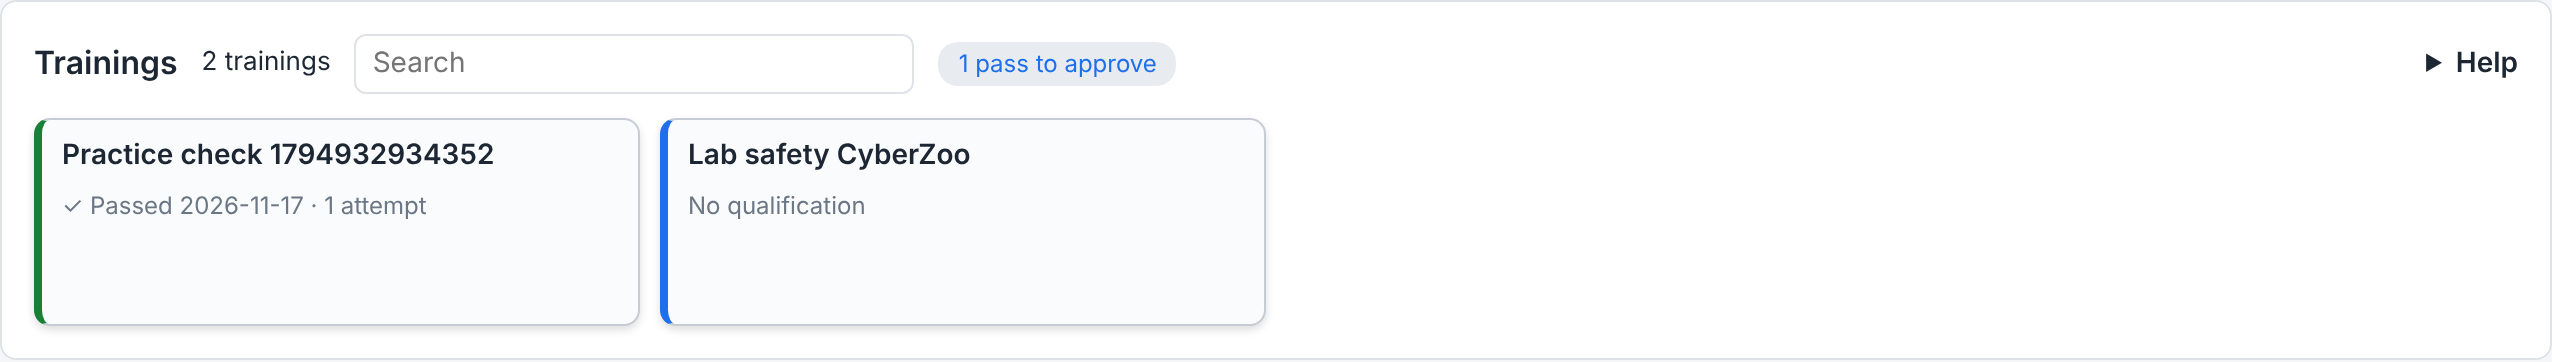 Trainings 2 trainings Search 1 pass to approve ▶ Help
Practice check 1794932934352
✓ Passed 2026-11-17 · 1 attempt
Lab safety CyberZoo
No qualification